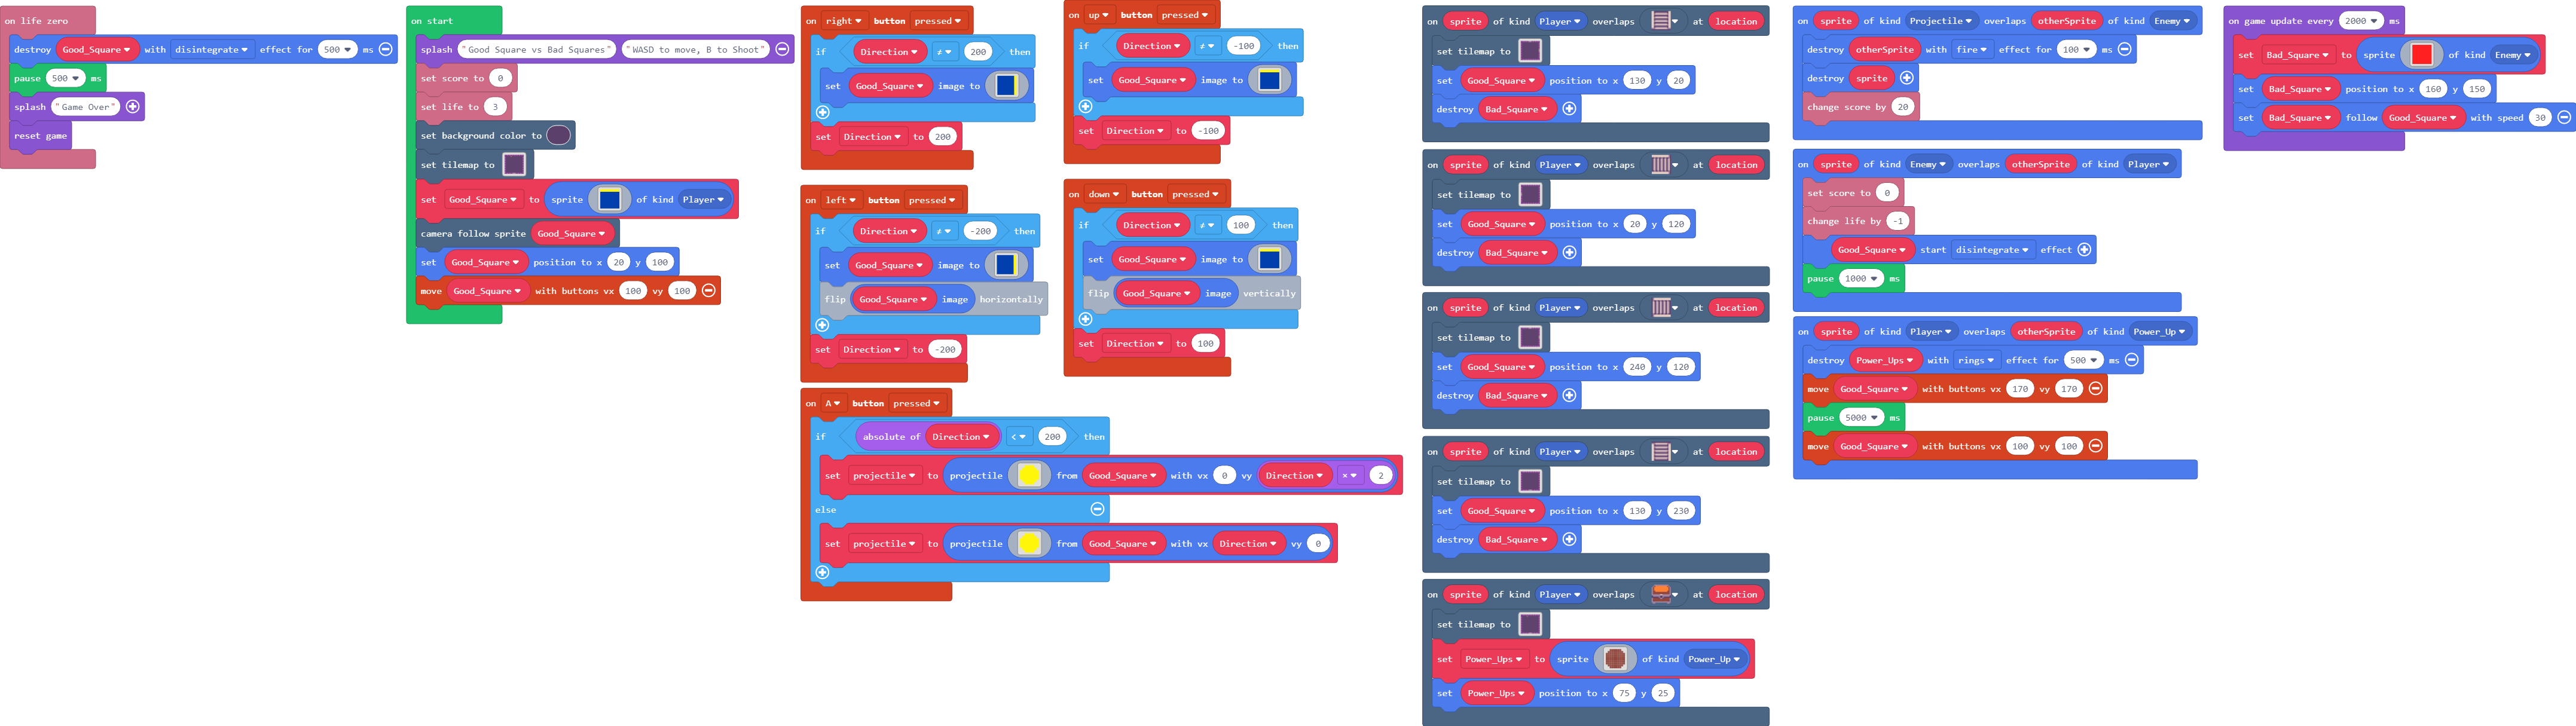 on life zero
destroy Good_Square with disintegrate effect for 500 ms
pause 500 ms
splash "Game Over"
reset game
on start
splash "Good Square vs Bad Squares" "WASD to move, B to Shoot"
set score to 0
set life to 3
set background color to
set tilemap to
set Good_Square to sprite of kind Player
camera follow sprite Good_Square
set Good_Square position to x 20 y 100
move Good_Square with buttons vx 100 vy 100
on right button pressed
if Direction ≠ 200 then
set Good_Square image to
set Direction to 200
on left button pressed
if Direction ≠ -200 then
set Good_Square image to
flip Good_Square image horizontally
set Direction to -200
on A button pressed
if absolute of Direction < 200 then
set projectile to projectile from Good_Square with vx 0 vy Direction × 2
else
set projectile to projectile from Good_Square with vx Direction vy 0
on up button pressed
if Direction ≠ -100 then
set Good_Square image to
set Direction to -100
on down button pressed
if Direction ≠ 100 then
set Good_Square image to
flip Good_Square image vertically
set Direction to 100
on sprite of kind Player overlaps at location
set tilemap to
set Good_Square position to x 130 y 20
destroy Bad_Square
on sprite of kind Player overlaps at location
set tilemap to
set Good_Square position to x 20 y 120
destroy Bad_Square
on sprite of kind Player overlaps at location
set tilemap to
set Good_Square position to x 240 y 120
destroy Bad_Square
on sprite of kind Player overlaps at location
set tilemap to
set Good_Square position to x 130 y 230
destroy Bad_Square
on sprite of kind Player overlaps at location
set tilemap to
set Power_Ups to sprite of kind Power_Up
set Power_Ups position to x 75 y 25
on sprite of kind Projectile overlaps otherSprite of kind Enemy
destroy otherSprite with fire effect for 100 ms
destroy sprite
change score by 20
on sprite of kind Enemy overlaps otherSprite of kind Player
set score to 0
change life by -1
Good_Square start disintegrate effect
pause 1000 ms
on sprite of kind Player overlaps otherSprite of kind Power_Up
destroy Power_Ups with rings effect for 500 ms
move Good_Square with buttons vx 170 vy 170
pause 5000 ms
move Good_Square with buttons vx 100 vy 100
on game update every 2000 ms
set Bad_Square to sprite of kind Enemy
set Bad_Square position to x 160 y 150
set Bad_Square follow Good_Square with speed 30